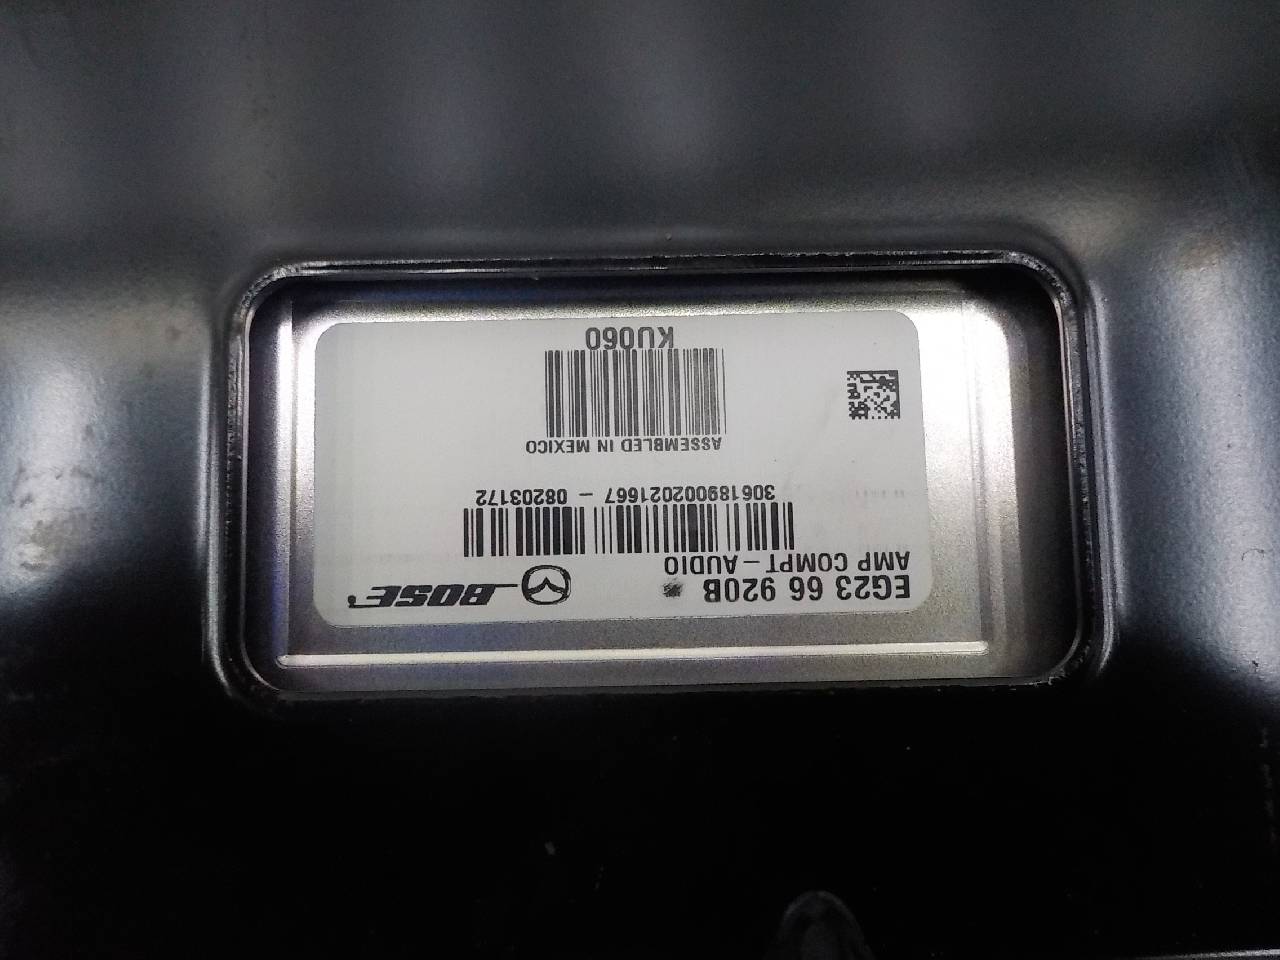 EG23 66 920B
BOSE
AMP COMPT-AUDIO
306189002021667 - 08203172
ASSEMBLED IN MEXICO
KU060